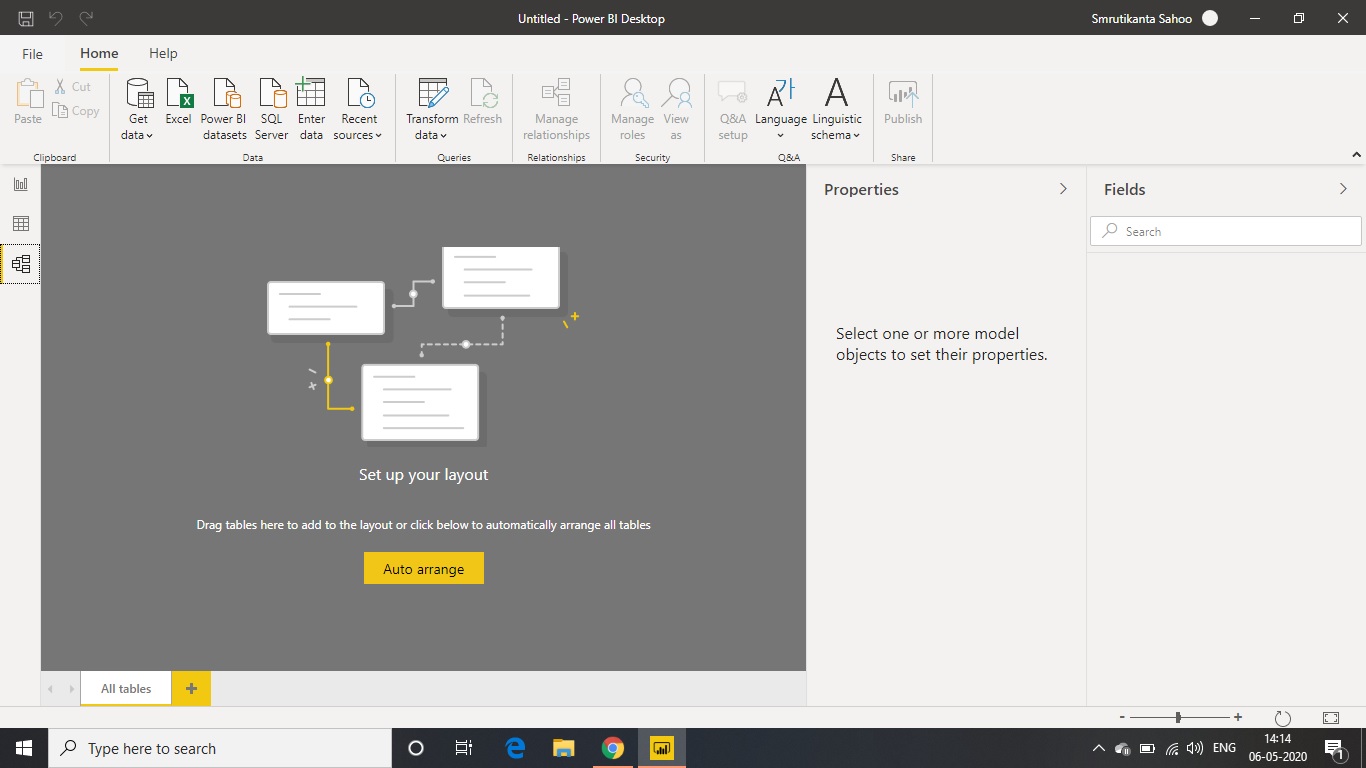 Untitled - Power BI Desktop
Smrutikanta Sahoo
File
Home
Help
Paste
Cut
Copy
Get
data
Excel
Power BI
datasets
SQL
Server
Enter
data
Recent
sources
Transform
data
Refresh
Manage
relationships
Manage
roles
View
as
Q&A
setup
Language
Linguistic
schema
Publish
Clipboard
Data
Queries
Relationships
Security
Q&A
Share
Properties
Fields
Search
Select one or more model
objects to set their properties.
Set up your layout
Drag tables here to add to the layout or click below to automatically arrange all tables
Auto arrange
All tables
Type here to search
ENG
14:14
06-05-2020
1